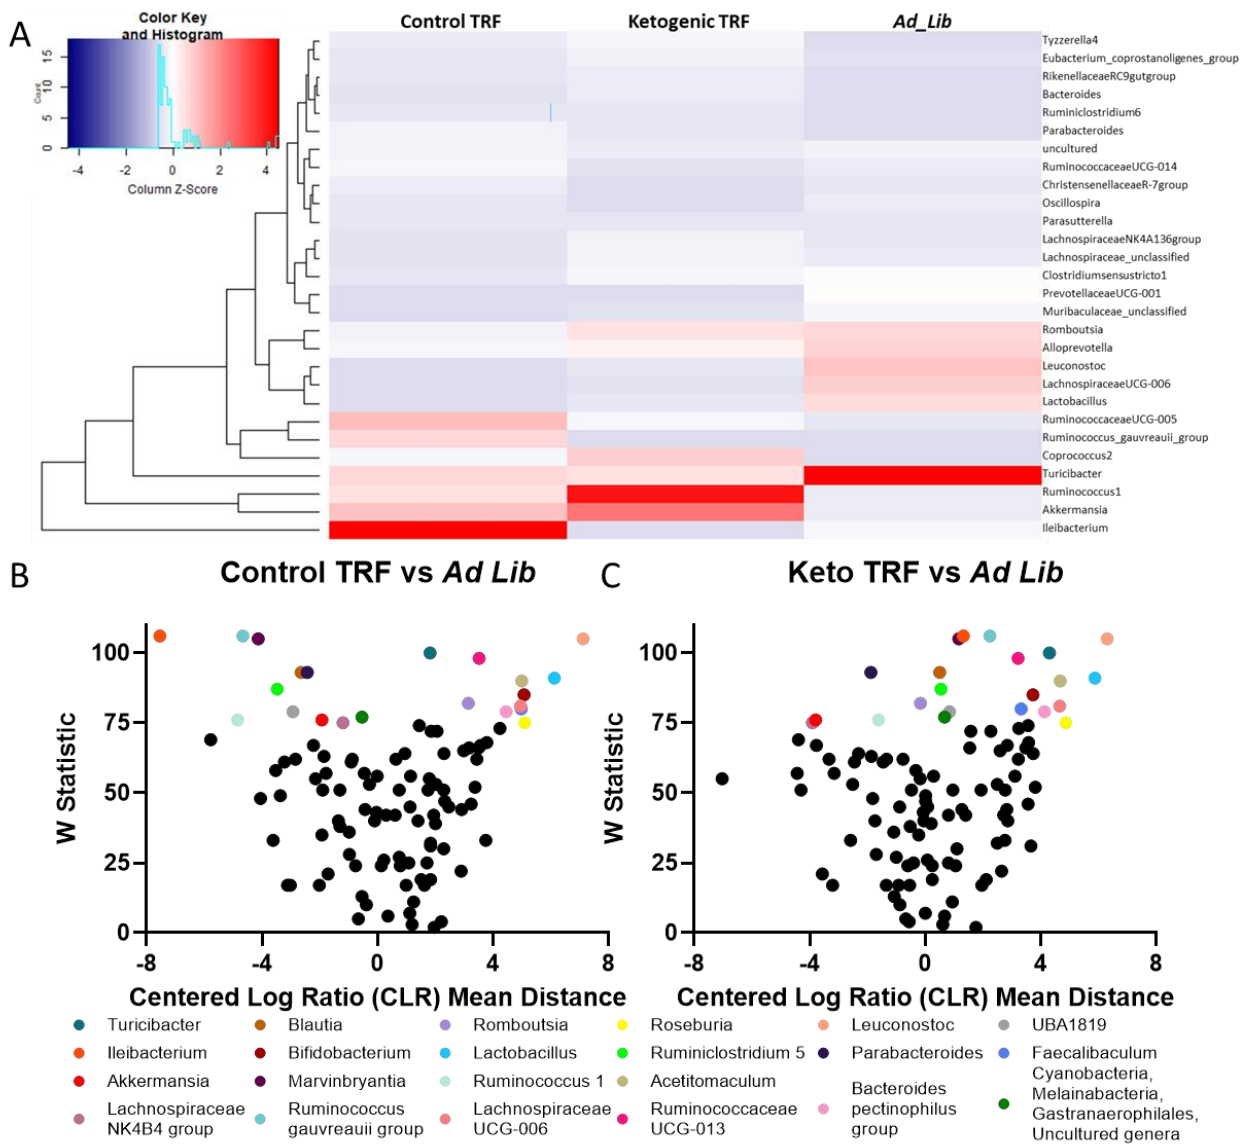 A
Color Key
and Histogram
Count
15
10
5
0
-4 -2 0 2 4
Column Z-Score
Control TRF Ketogenic TRF Ad_Lib
Tyzzerella4
Eubacterium_coprostanoligenes_group
RikenellaceaeRC9gutgroup
Bacteroides
Ruminiclostridium6
Parabacteroides
uncultured
RuminococcaceaeUCG-014
ChristensenellaceaeR-7group
Oscillospira
Parasutterella
LachnospiraceaeNK4A136group
Lachnospiraceae_unclassified
Clostridiumsensustricto1
PrevotellaceaeUCG-001
Muribaculaceae_unclassified
Romboutsia
Alloprevotella
Leuconostoc
LachnospiraceaeUCG-006
Lactobacillus
RuminococcaceaeUCG-005
Ruminococcus_gauvreauii_group
Coprococcus2
Turicibacter
Ruminococcus1
Akkermansia
Ileibacterium
B
Control TRF vs Ad Lib
W Statistic
100
75
50
25
0
-8 -4 0 4 8
Centered Log Ratio (CLR) Mean Distance
C
Keto TRF vs Ad Lib
W Statistic
100
75
50
25
0
-8 -4 0 4 8
Centered Log Ratio (CLR) Mean Distance
Turicibacter
Ileibacterium
Akkermansia
Lachnospiraceae
NK4B4 group
Blautia
Bifidobacterium
Marvinbryantia
Ruminococcus
gauvreauii group
Romboutsia
Lactobacillus
Ruminococcus 1
Lachnospiraceae
UCG-006
Roseburia
Ruminiclostridium 5
Acetitomaculum
Ruminococcaceae
UCG-013
Leuconostoc
Parabacteroides
Bacteroides
pectinophilus
group
UBA1819
Faecalibaculum
Cyanobacteria,
Melainabacteria,
Gastranaerophilales,
Uncultured genera